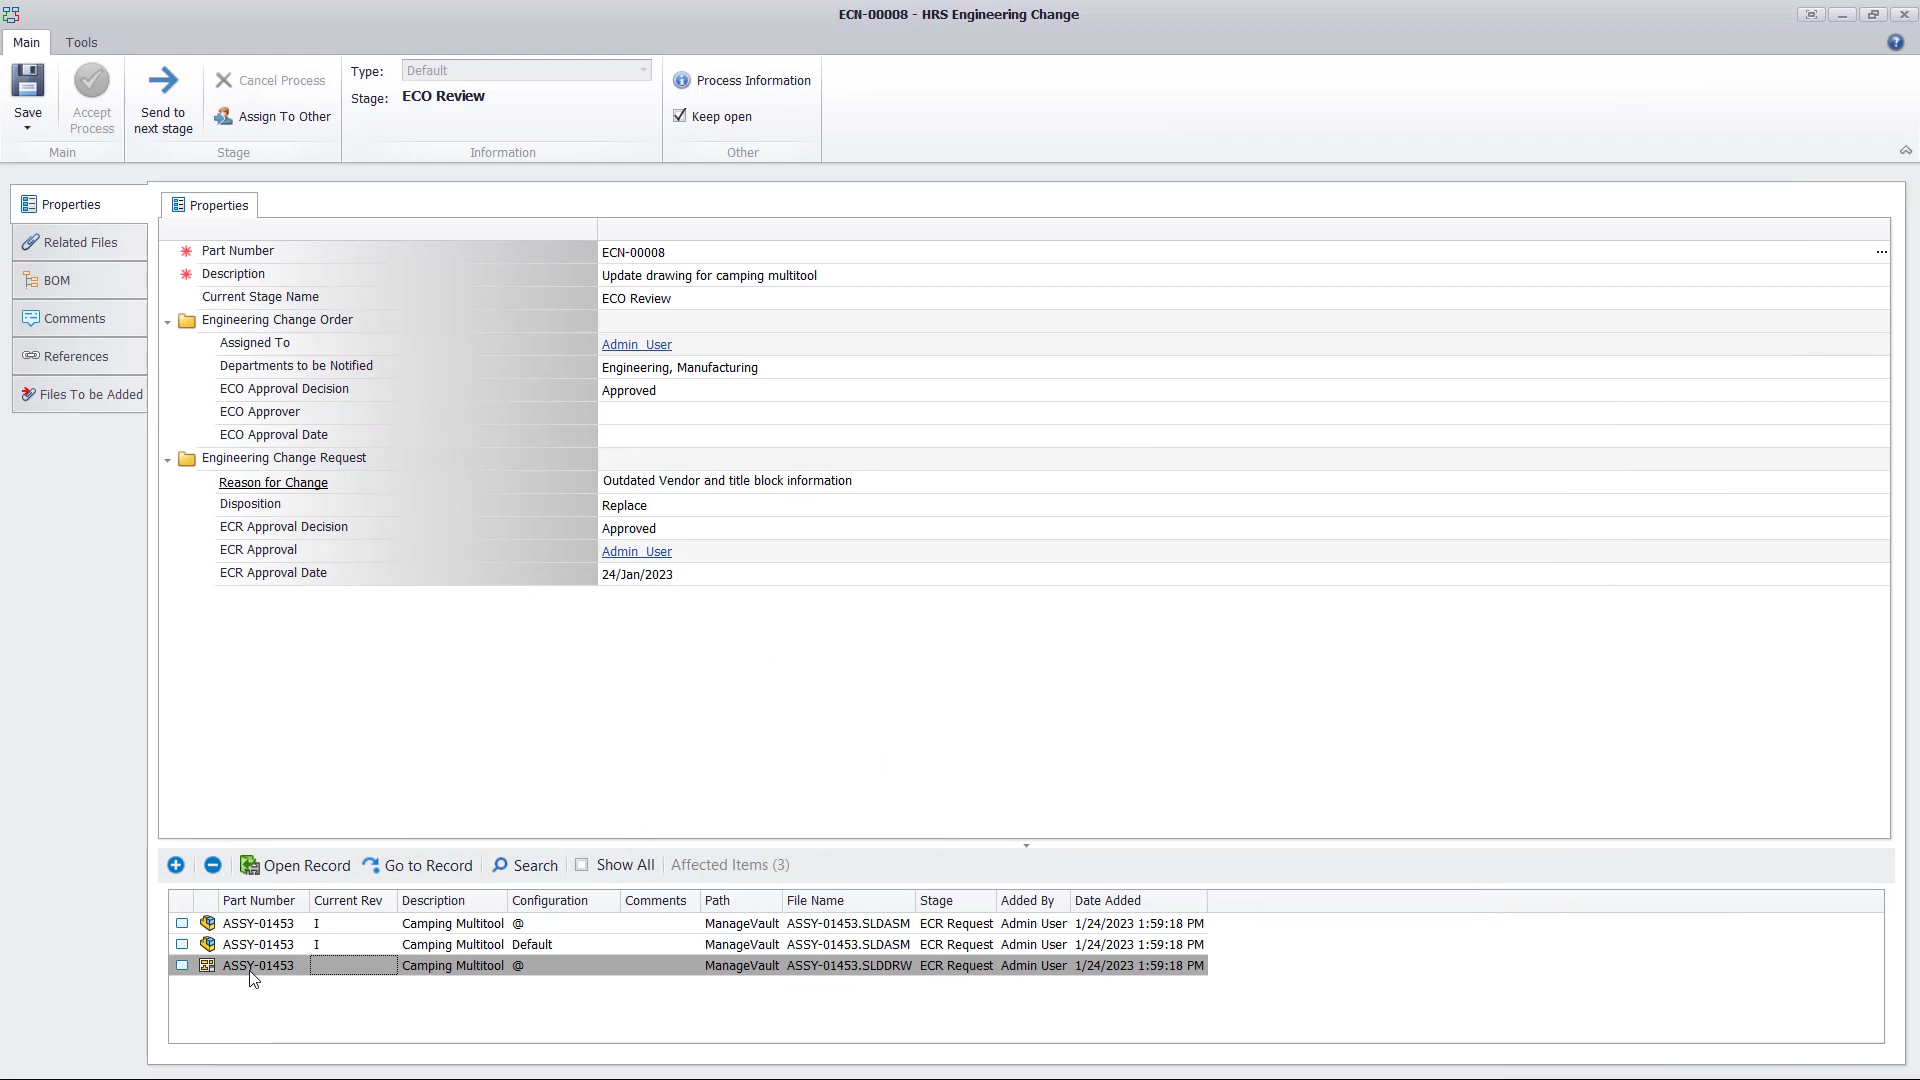 ECN-00008 - HRS Engineering Change
Main Tools
Save
Accept Process
Send to next stage
Cancel Process
Assign To Other
Type: Default
Stage: ECO Review
Process Information
Keep open
Main Stage Information Other
Properties
Related Files
BOM
Comments
References
Files To be Added
Properties
Part Number ECN-00008 ...
Description Update drawing for camping multitool
Current Stage Name ECO Review
Engineering Change Order
Assigned To Admin User
Departments to be Notified Engineering, Manufacturing
ECO Approval Decision Approved
ECO Approver
ECO Approval Date
Engineering Change Request
Reason for Change Outdated Vendor and title block information
Disposition Replace
ECR Approval Decision Approved
ECR Approval Admin User
ECR Approval Date 24/Jan/2023
Open Record Go to Record Search Show All Affected Items (3)
Part Number Current Rev Description Configuration Comments Path File Name Stage Added By Date Added
ASSY-01453 I Camping Multitool @ ManageVault ASSY-01453.SLDASM ECR Request Admin User 1/24/2023 1:59:18 PM
ASSY-01453 I Camping Multitool Default ManageVault ASSY-01453.SLDASM ECR Request Admin User 1/24/2023 1:59:18 PM
ASSY-01453 Camping Multitool @ ManageVault ASSY-01453.SLDDRW ECR Request Admin User 1/24/2023 1:59:18 PM